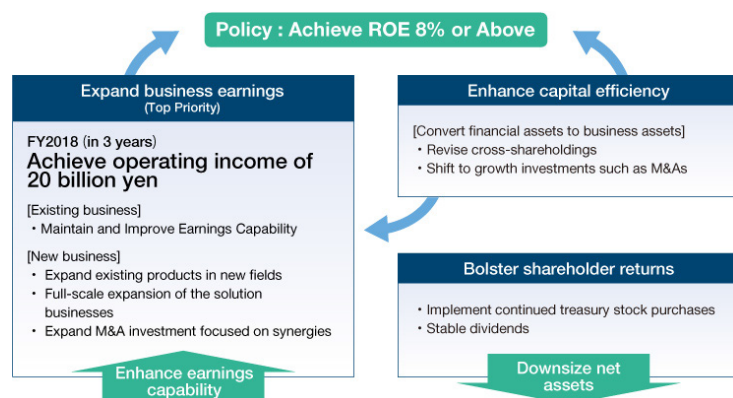 Policy : Achieve ROE 8% or Above
Expand business earnings
(Top Priority)
FY2018 (in 3 years)
Achieve operating income of
20 billion yen
[Existing business]
・Maintain and Improve Earnings Capability
[New business]
・Expand existing products in new fields
・Full-scale expansion of the solution
businesses
・Expand M&A investment focused on synergies
Enhance earnings
capability
Enhance capital efficiency
[Convert financial assets to business assets]
・Revise cross-shareholdings
・Shift to growth investments such as M&As
Bolster shareholder returns
・Implement continued treasury stock purchases
・Stable dividends
Downsize net
assets